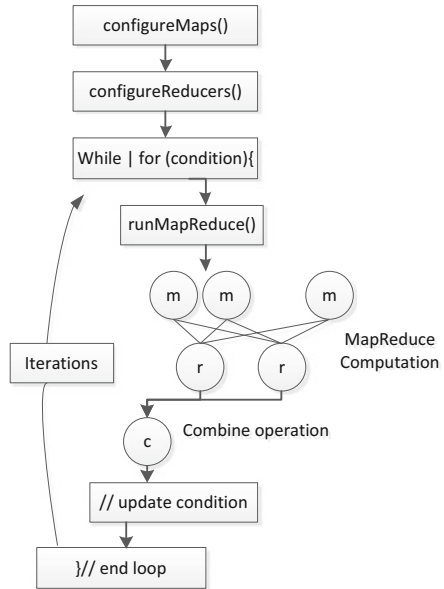 configureMaps()
configureReducers()
While | for (condition){
runMapReduce()
m m m
MapReduce
Computation
r r
Iterations
Combine operation
c
// update condition
}// end loop